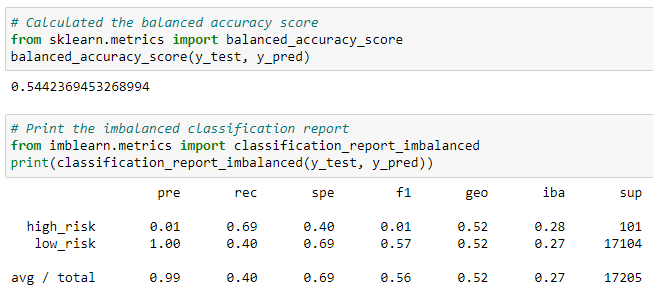 # Calculated the balanced accuracy score
from sklearn.metrics import balanced_accuracy_score
balanced_accuracy_score(y_test, y_pred)
0.5442369453268994
# Print the imbalanced classification report
from imblearn.metrics import classification_report_imbalanced
print(classification_report_imbalanced(y_test, y_pred))
pre rec spe f1 geo iba sup
high_risk 0.01 0.69 0.40 0.01 0.52 0.28 101
low_risk 1.00 0.40 0.69 0.57 0.52 0.27 17104
avg / total 0.99 0.40 0.69 0.56 0.52 0.27 17205